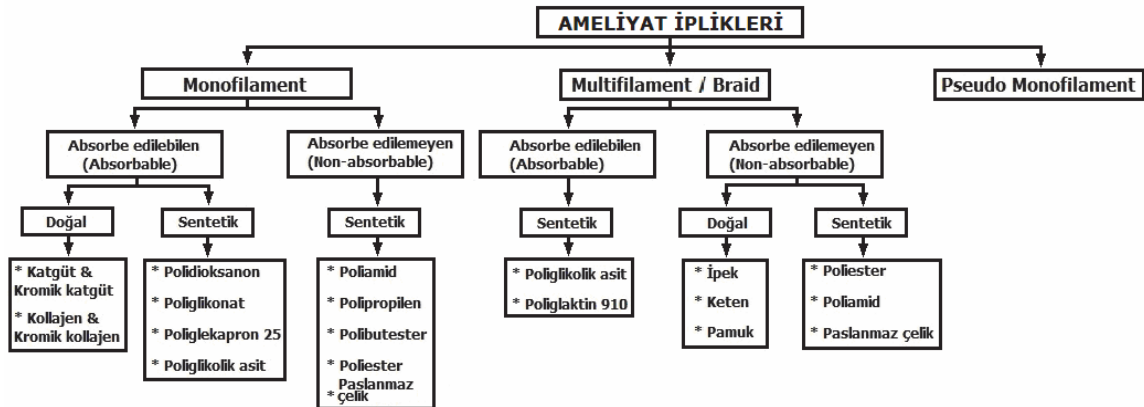 AMELİYAT İPLİKLERİ
Monofilament
Multifilament / Braid
Pseudo Monofilament
Absorbe edilebilen
(Absorbable)
Absorbe edilemeyen
(Non-absorbable)
Absorbe edilebilen
(Absorbable)
Absorbe edilemeyen
(Non-absorbable)
Doğal
Sentetik
Sentetik
Sentetik
Doğal
Sentetik
* Katgüt &
Kromik katgüt
* Kollajen &
Kromik kollajen
* Polidioksanon
* Poliglikonat
* Poliglekapron 25
* Poliglikolik asit
* Poliamid
* Polipropilen
* Polibutester
* Poliester
Paslanmaz
* çelik
* Poliglikolik asit
* Poliglaktin 910
* İpek
* Keten
* Pamuk
* Poliester
* Poliamid
* Paslanmaz çelik